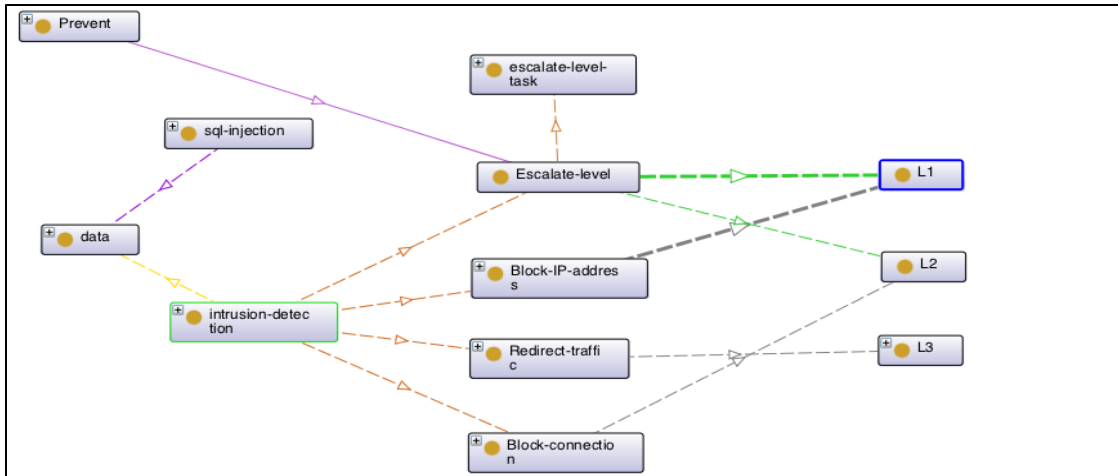 Prevent
escalate-level-
task
sql-injection
Escalate-level
L1
data
Block-IP-addres
s
L2
intrusion-detec
tion
Redirect-traffi
c
L3
Block-connectio
n